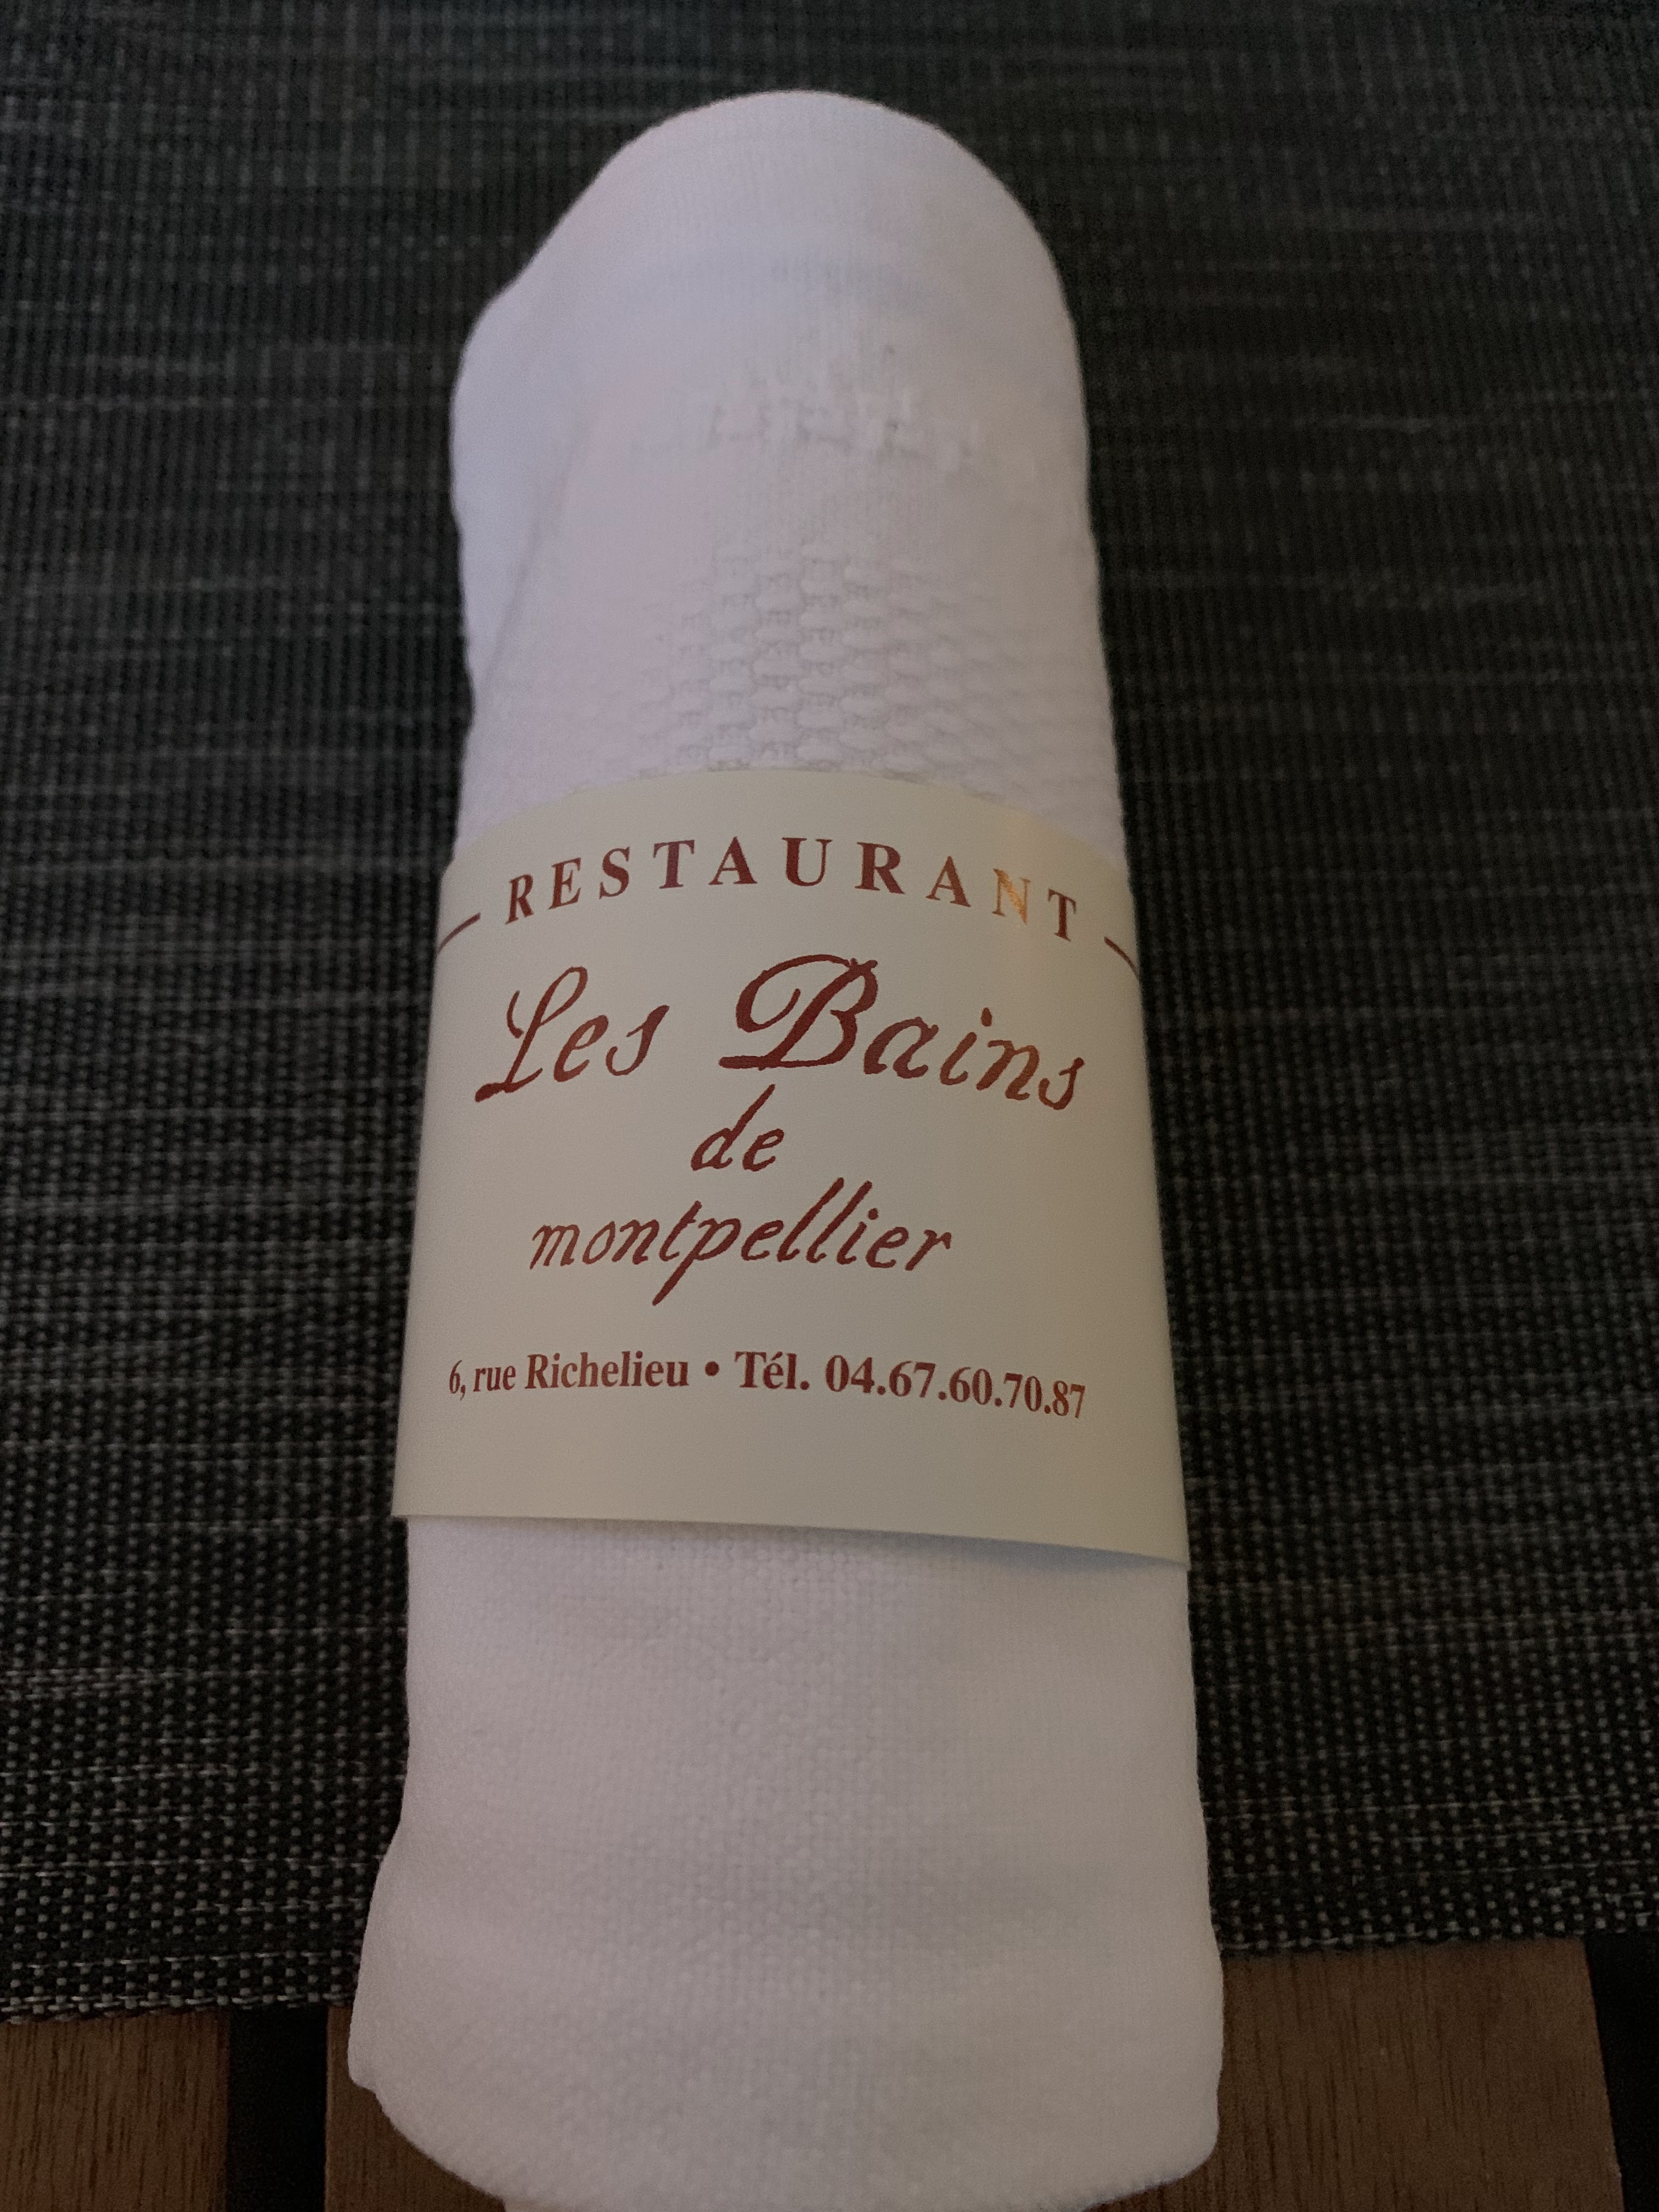 RESTAURANT
Les Bains
de
montpellier
6, rue Richelieu • Tél. 04.67.60.70.87